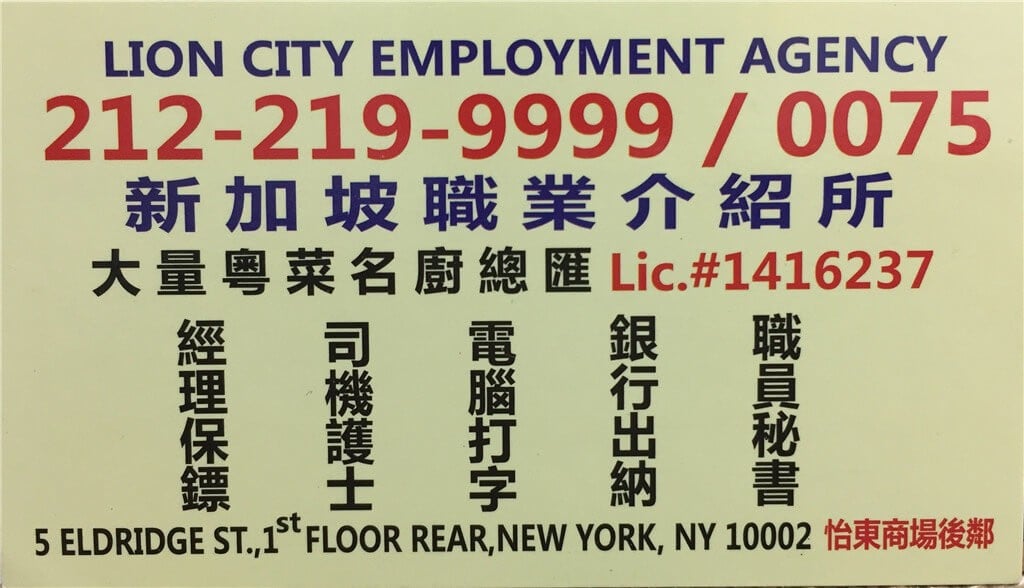 LION CITY EMPLOYMENT AGENCY
212-219-9999 / 0075
新加坡職業介紹所
大量粵菜名廚總匯 Lic.#1416237
職員秘書
銀行出納
電腦打字
司機護士
經理保鏢
5 ELDRIDGE ST.,1st FLOOR REAR,NEW YORK, NY 10002 怡東商場後鄰